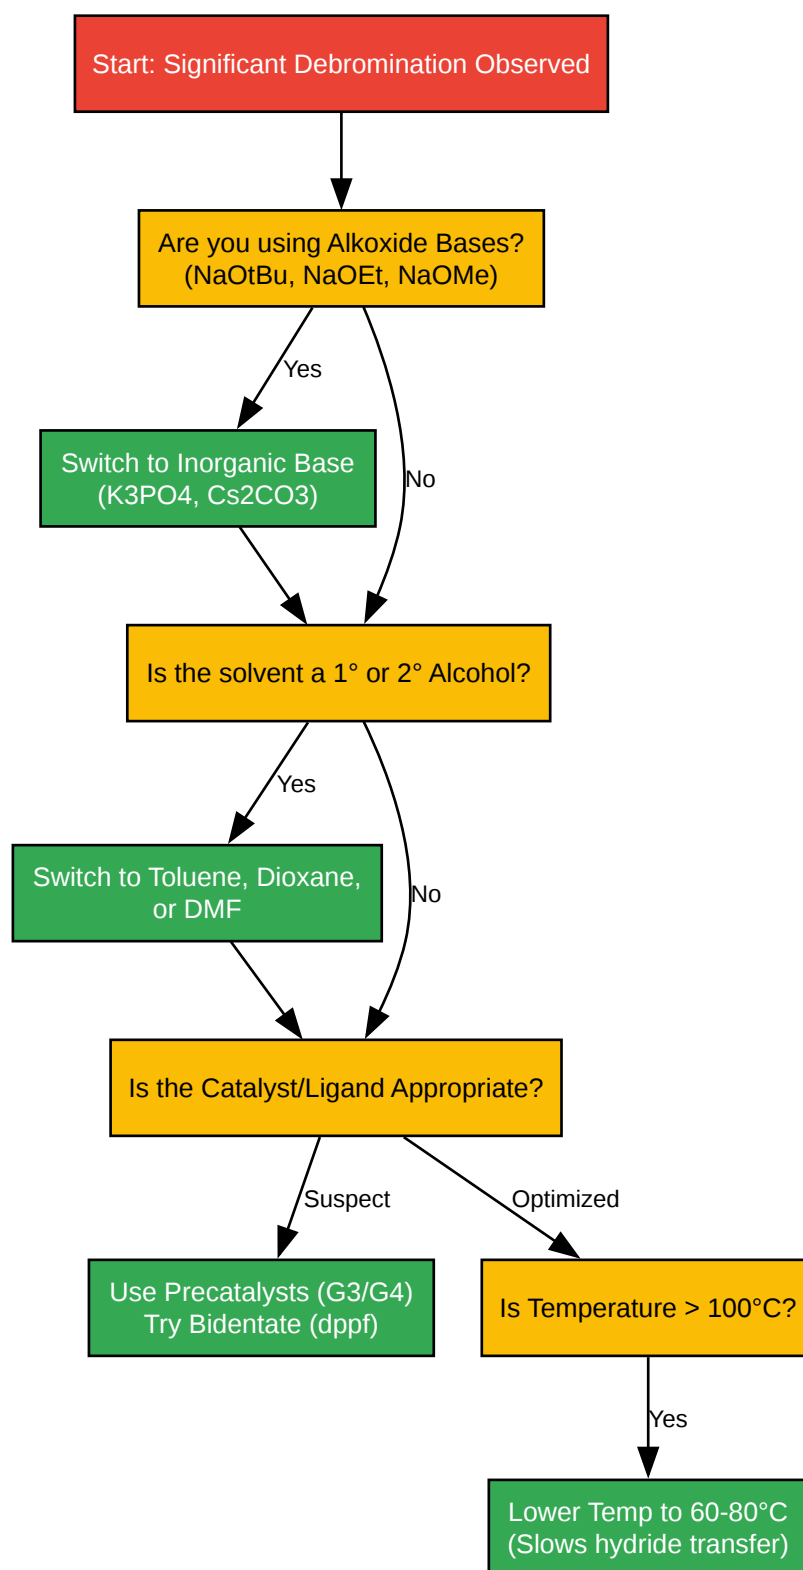 Start: Significant Debromination Observed
Are you using Alkoxide Bases?
(NaOtBu, NaOEt, NaOMe)
Yes
Switch to Inorganic Base
(K3PO4, Cs2CO3)
No
Is the solvent a 1° or 2° Alcohol?
Yes
Switch to Toluene, Dioxane,
or DMF
No
Is the Catalyst/Ligand Appropriate?
Suspect
Optimized
Use Precatalysts (G3/G4)
Try Bidentate (dppf)
Is Temperature > 100°C?
Yes
Lower Temp to 60-80°C
(Slows hydride transfer)